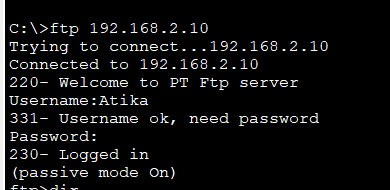 C:\>ftp 192.168.2.10
Trying to connect...192.168.2.10
Connected to 192.168.2.10
220- Welcome to PT Ftp server
Username:Atika
331- Username ok, need password
Password:
230- Logged in
(passive mode On)
ftp>dir